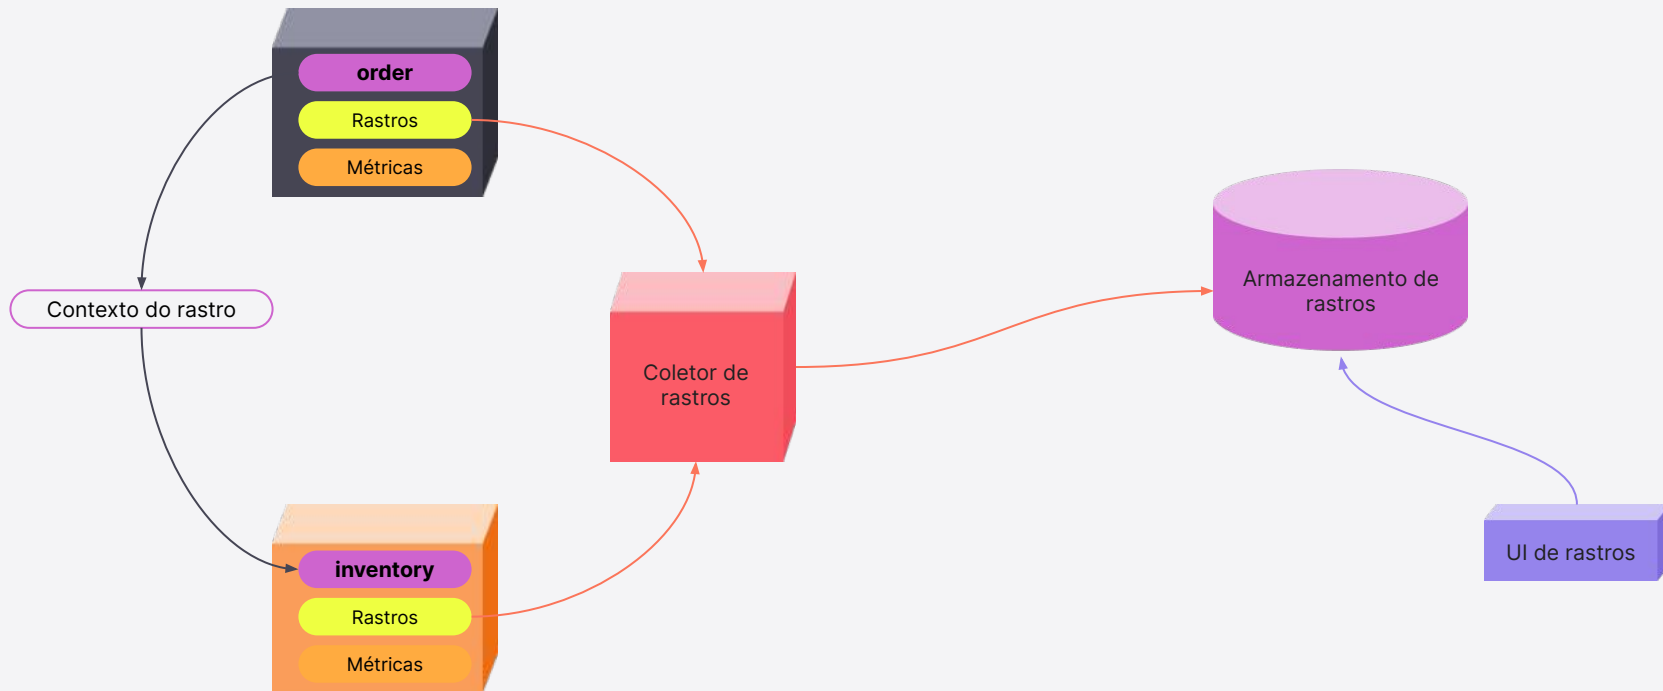 order
Rastros
Métricas
Contexto do rastro
Coletor de
rastros
Armazenamento de
rastros
inventory
Rastros
Métricas
UI de rastros